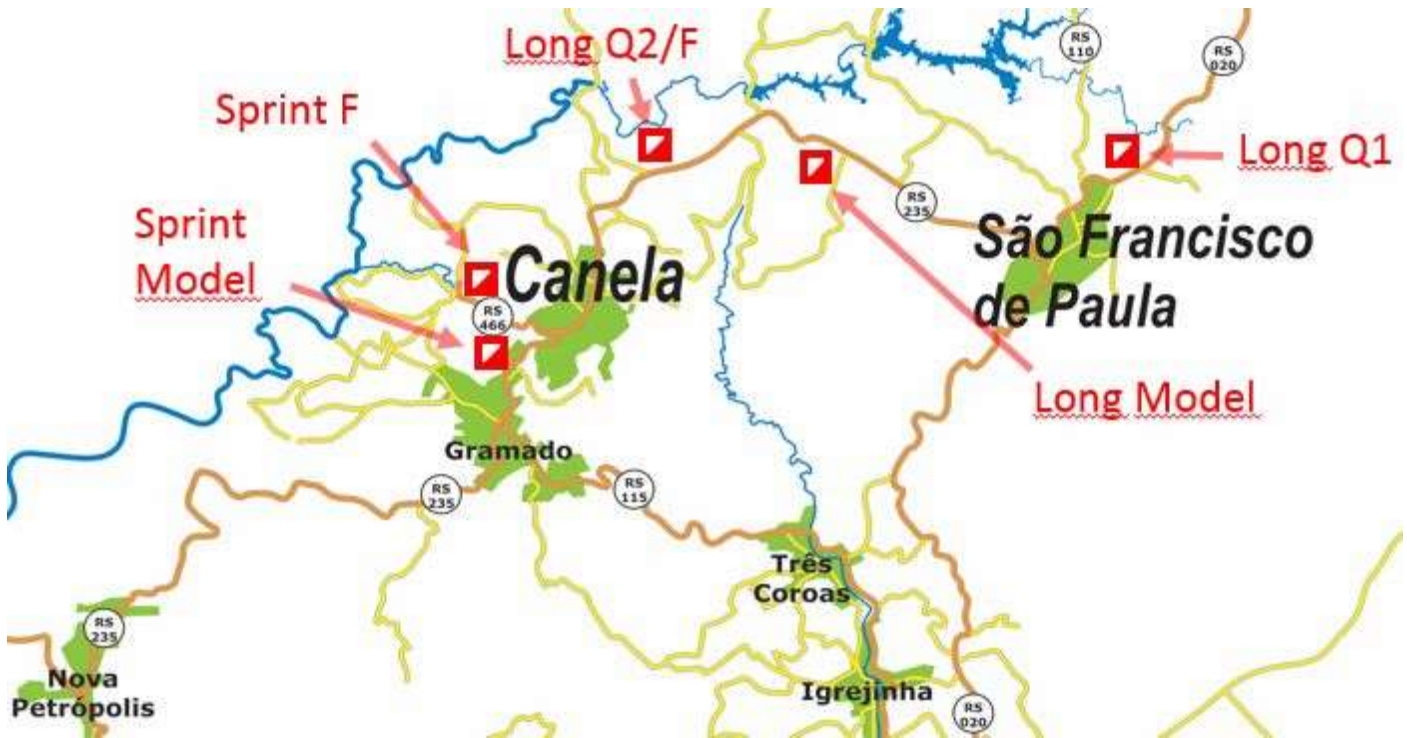 Long Q2/F
RS
110
RS
020
Sprint F
Long Q1
Sprint
Model
RS
235
São Francisco
de Paula
Canela
RS
466
Long Model
Gramado
RS
235
RS
115
Três
Coroas
RS
235
Nova
Petrópolis
Igrejinha
RS
020